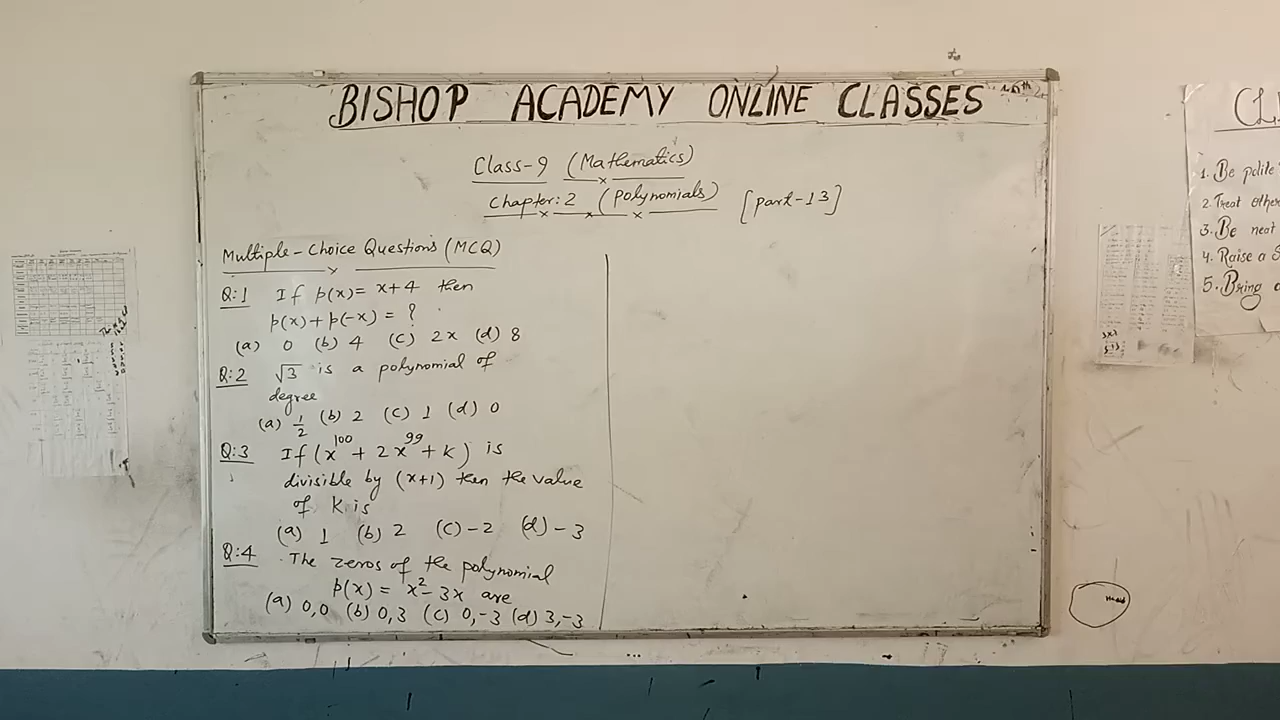 BISHOP ACADEMY ONLINE CLASSES
Class-9 (Mathematics)
Chapter:2 (Polynomials) [Part-13]
Multiple-Choice Questions (MCQ)
Q:1 If p(x)= x+4 then
p(x)+p(-x) = ?
(a) 0 (b) 4 (c) 2x (d) 8
Q:2 √3 is a polynomial of
degree
(a) 1/2 (b) 2 (c) 1 (d) 0
Q:3 If (x¹⁰⁰ + 2x⁹⁹ + k) is
divisible by (x+1) then the value
of k is
(a) 1 (b) 2 (c) -2 (d) -3
Q:4 The zeros of the polynomial
p(x) = x²-3x are
(a) 0,0 (b) 0,3 (c) 0,-3 (d) 3,-3
1. Be polite
2. Treat other
3. Be neat
4. Raise a
5. Bring